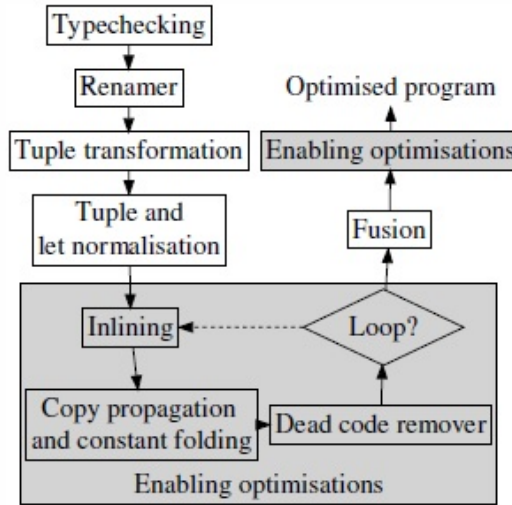 Typechecking
Renamer
Tuple transformation
Tuple and
let normalisation
Inlining
Copy propagation
and constant folding
Dead code remover
Loop?
Enabling optimisations
Fusion
Enabling optimisations
Optimised program